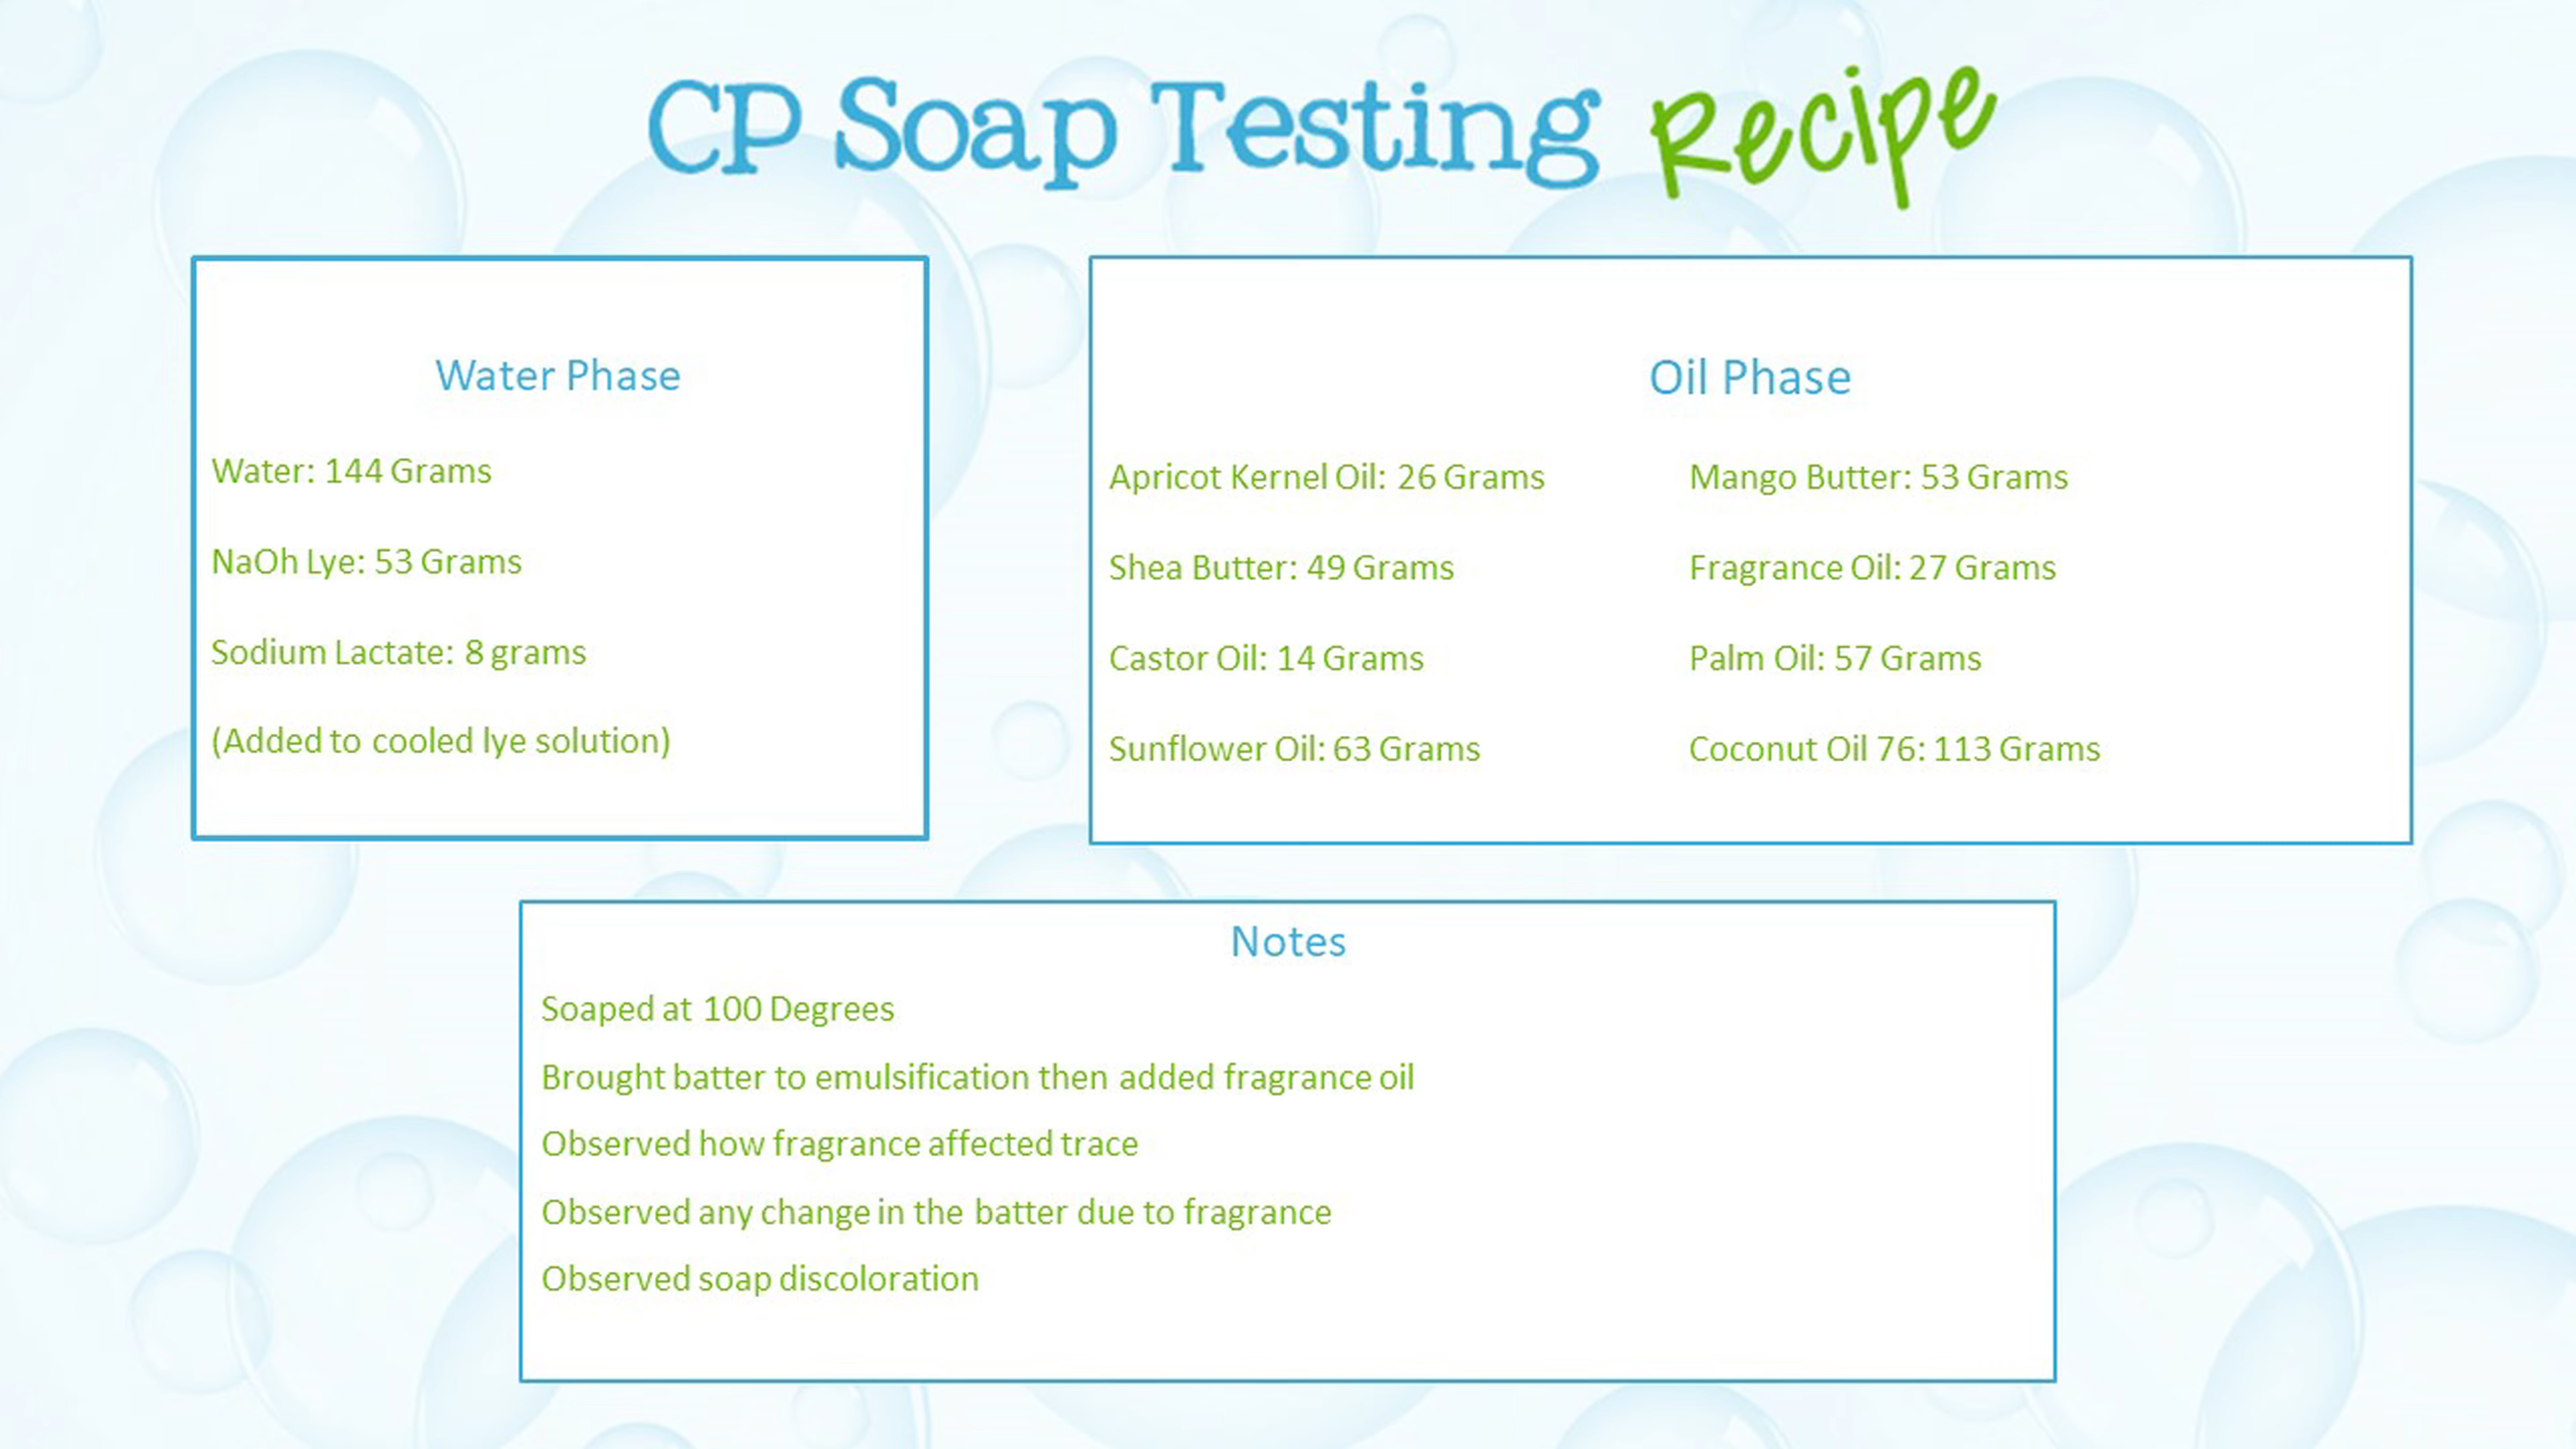 CP Soap Testing Recipe
Water Phase
Water: 144 Grams
NaOh Lye: 53 Grams
Sodium Lactate: 8 grams
(Added to cooled lye solution)
Oil Phase
Apricot Kernel Oil: 26 Grams
Shea Butter: 49 Grams
Castor Oil: 14 Grams
Sunflower Oil: 63 Grams
Mango Butter: 53 Grams
Fragrance Oil: 27 Grams
Palm Oil: 57 Grams
Coconut Oil 76: 113 Grams
Notes
Soaped at 100 Degrees
Brought batter to emulsification then added fragrance oil
Observed how fragrance affected trace
Observed any change in the batter due to fragrance
Observed soap discoloration